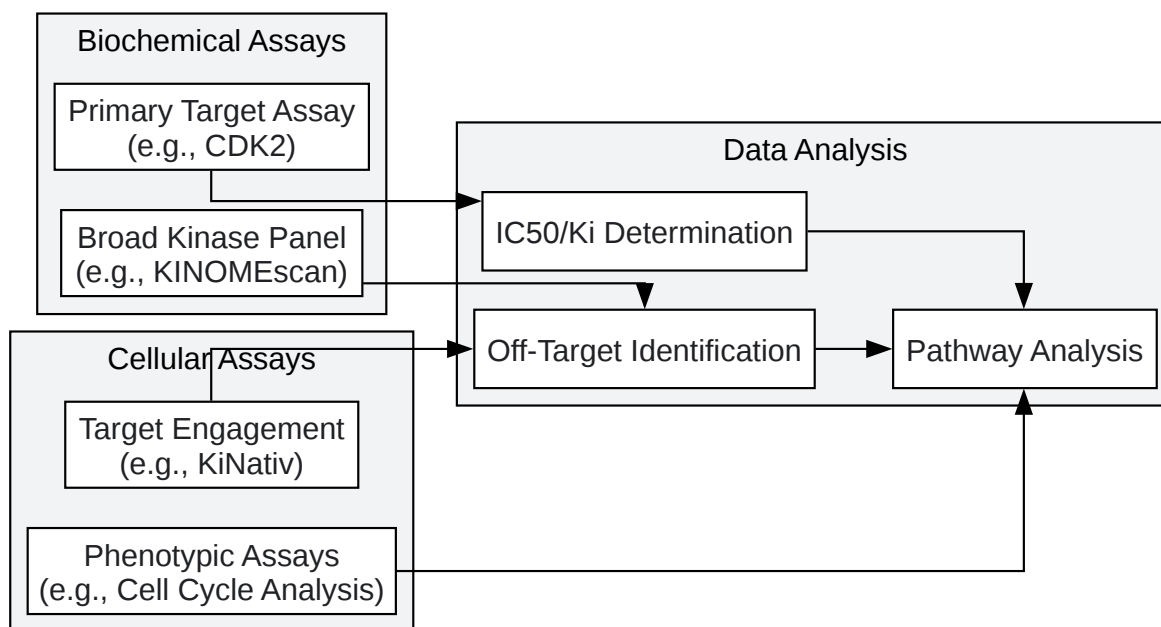 Biochemical Assays
Primary Target Assay
(e.g., CDK2)
Broad Kinase Panel
(e.g., KINOMEscan)
Cellular Assays
Target Engagement
(e.g., KiNativ)
Phenotypic Assays
(e.g., Cell Cycle Analysis)
Data Analysis
IC50/Ki Determination
Off-Target Identification
Pathway Analysis